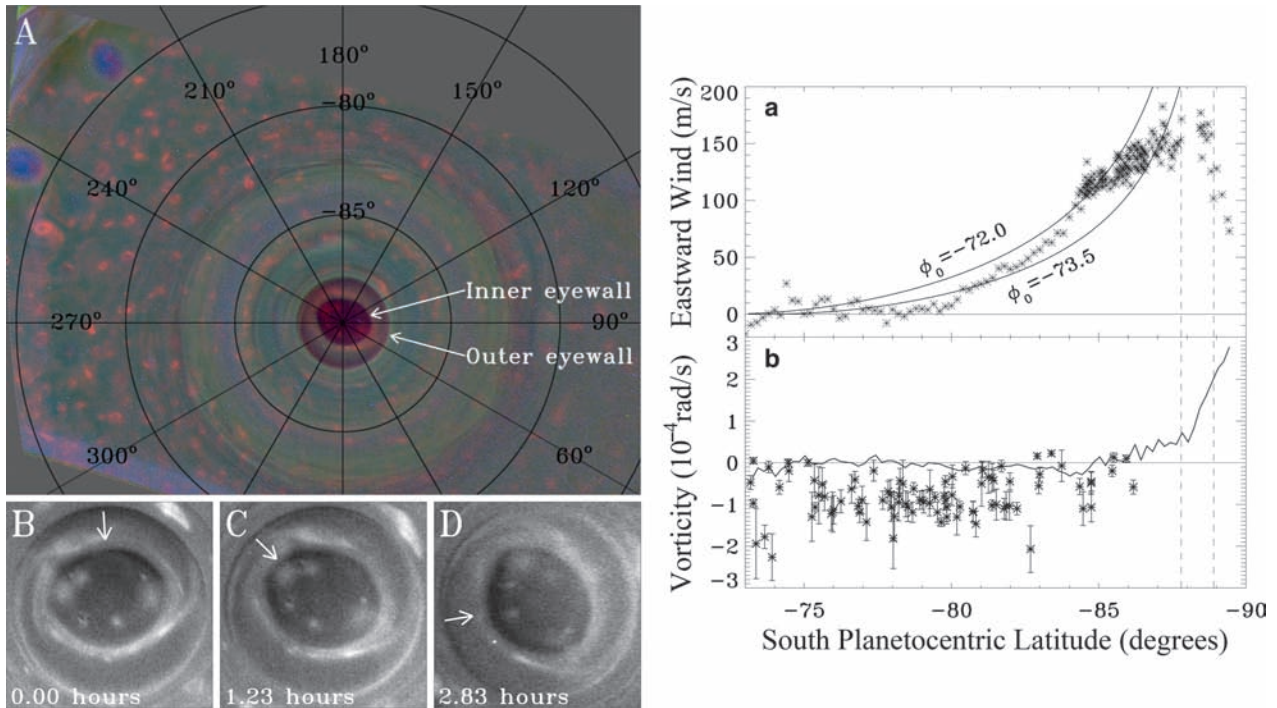 A
180°
210°
150°
-80°
240°
120°
-85°
Inner eyewall
270°
90°
Outer eyewall
300°
60°
B
0.00 hours
C
1.23 hours
D
2.83 hours
a
200
150
100
50
0
Eastward Wind (m/s)
ϕ₀=-72.0
ϕ₀=-73.5
b
3
2
1
0
-1
-2
-3
Vorticity (10⁻⁴rad/s)
-75
-80
-85
-90
South Planetocentric Latitude (degrees)